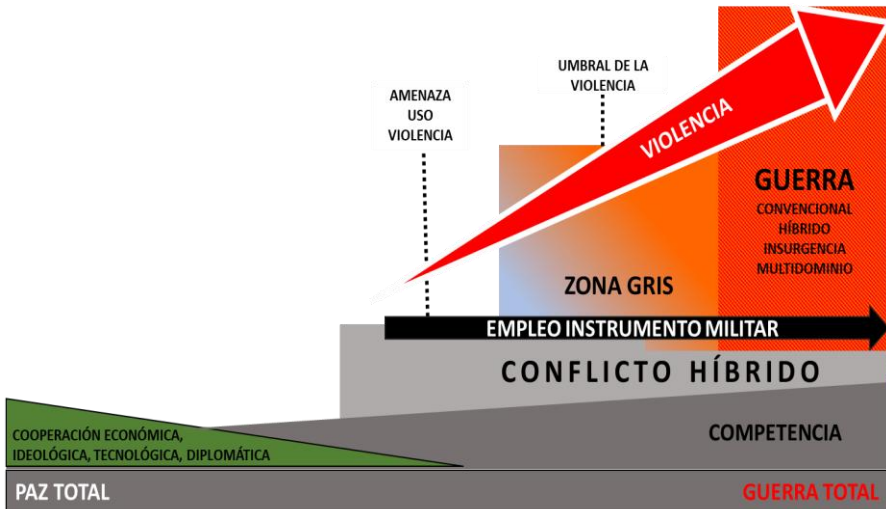 AMENAZA
USO
VIOLENCIA
UMBRAL DE LA
VIOLENCIA
VIOLENCIA
GUERRA
CONVENCIONAL
HÍBRIDO
INSURGENCIA
MULTIDOMINIO
ZONA GRIS
EMPLEO INSTRUMENTO MILITAR
CONFLICTO HÍBRIDO
COOPERACIÓN ECONÓMICA,
IDEOLÓGICA, TECNOLÓGICA, DIPLOMÁTICA
COMPETENCIA
PAZ TOTAL
GUERRA TOTAL